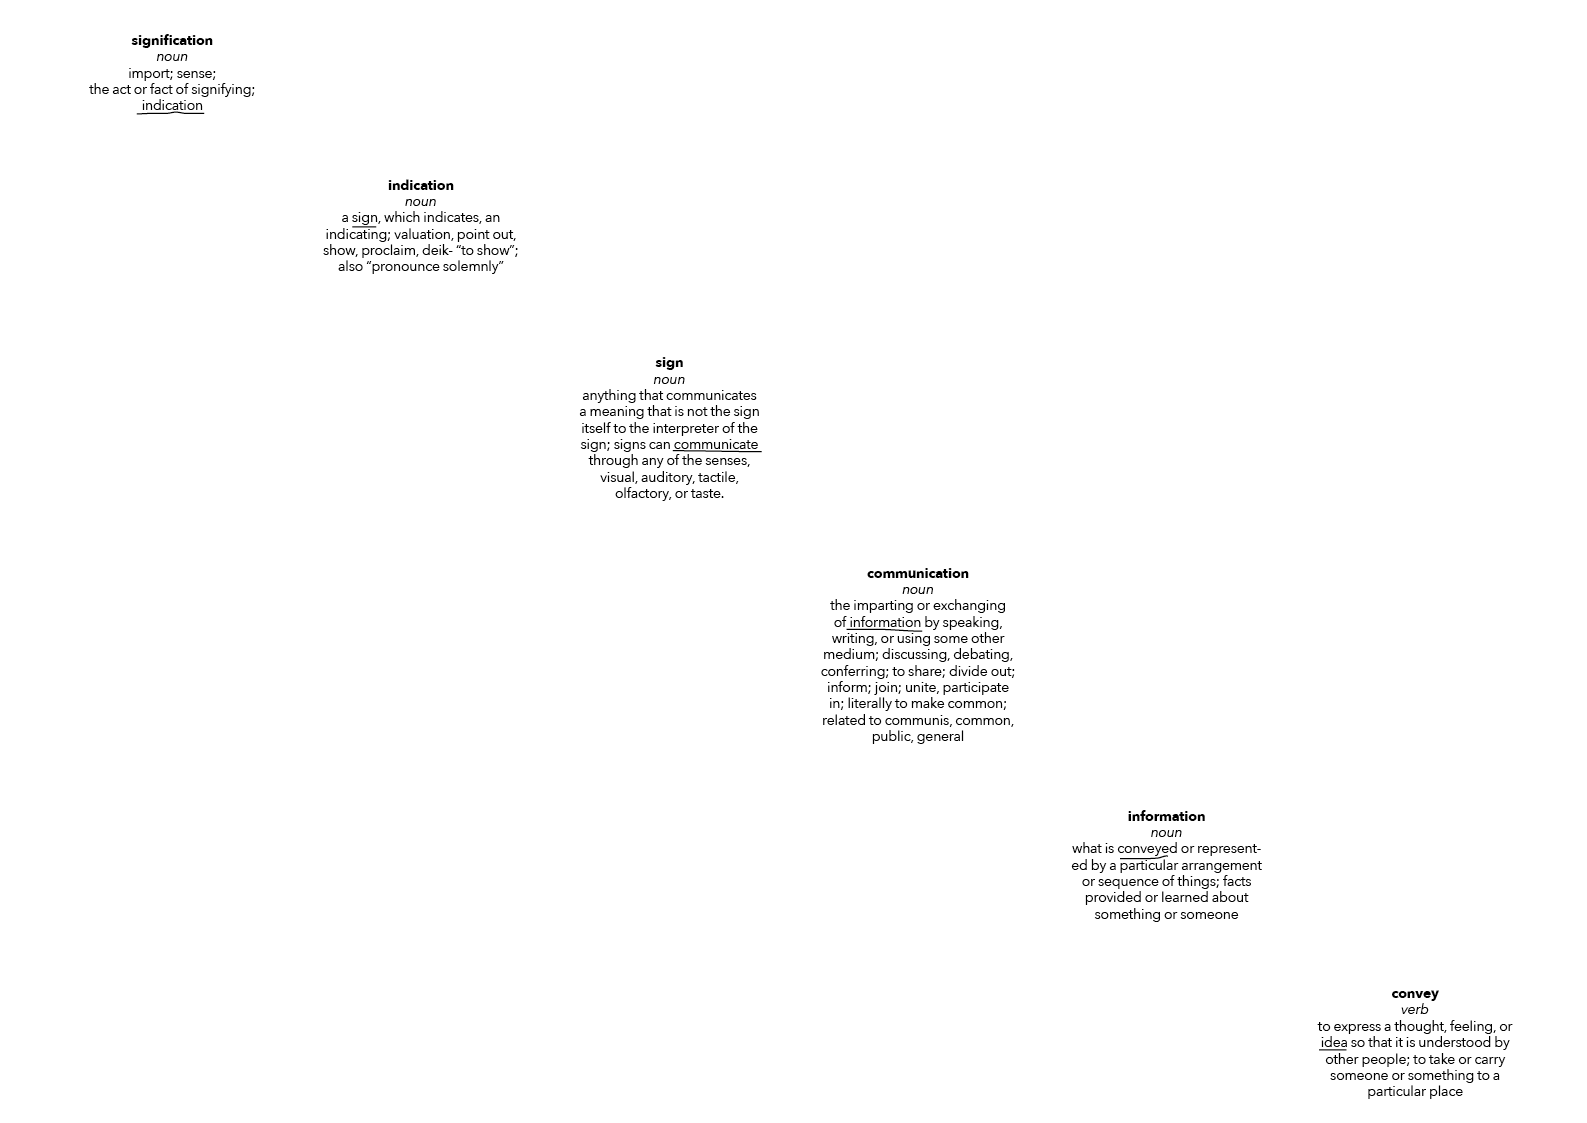 signification
noun
import; sense;
the act or fact of signifying;
indication
indication
noun
a sign, which indicates, an
indicating; valuation, point out,
show, proclaim, deik- “to show”;
also “pronounce solemnly”
sign
noun
anything that communicates
a meaning that is not the sign
itself to the interpreter of the
sign; signs can communicate
through any of the senses,
visual, auditory, tactile,
olfactory, or taste.
communication
noun
the imparting or exchanging
of information by speaking,
writing, or using some other
medium; discussing, debating,
conferring; to share; divide out;
inform; join; unite, participate
in; literally to make common;
related to communis, common,
public, general
information
noun
what is conveyed or represent-
ed by a particular arrangement
or sequence of things; facts
provided or learned about
something or someone
convey
verb
to express a thought, feeling, or
idea so that it is understood by
other people; to take or carry
someone or something to a
particular place